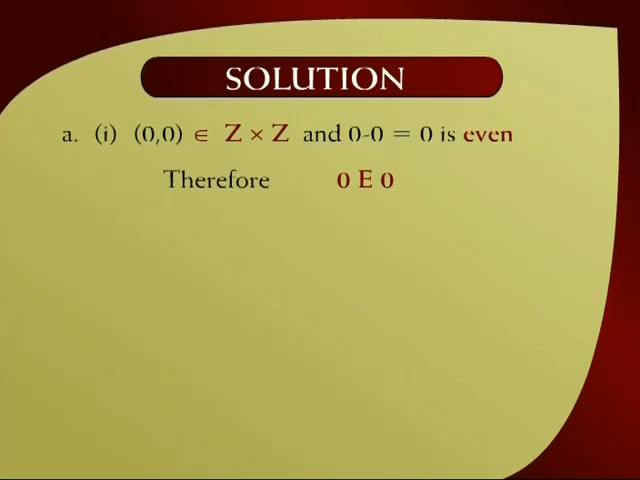 SOLUTION
a. (i) (0,0) ∈ Z × Z and 0-0 = 0 is even
Therefore 0 E 0